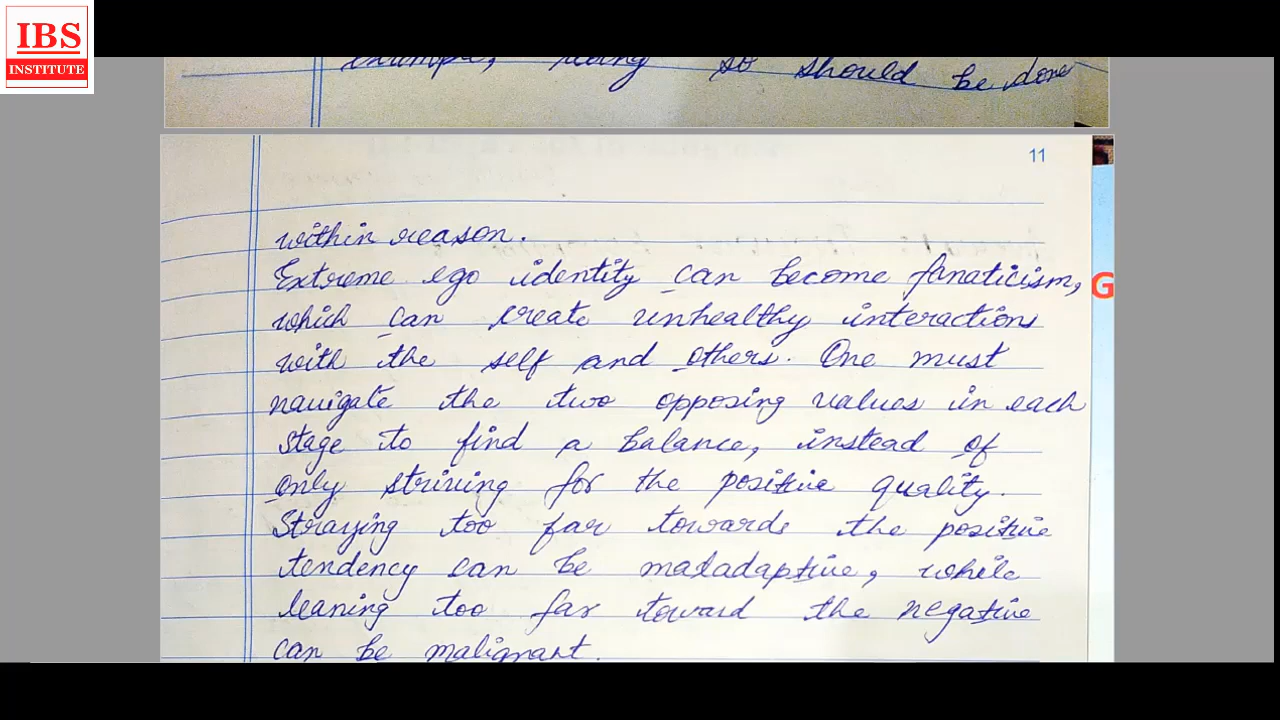 IBS
INSTITUTE
example, doing so should be done
11
within reason.
Extreme ego identity can become fanaticism,
G
which can create unhealthy interactions
with the self and others. One must
navigate the two opposing values in each
stage to find a balance, instead of
only striving for the positive quality.
Straying too far towards the positive
tendency can be maladaptive, while
leaning too far toward the negative
can be malignant.